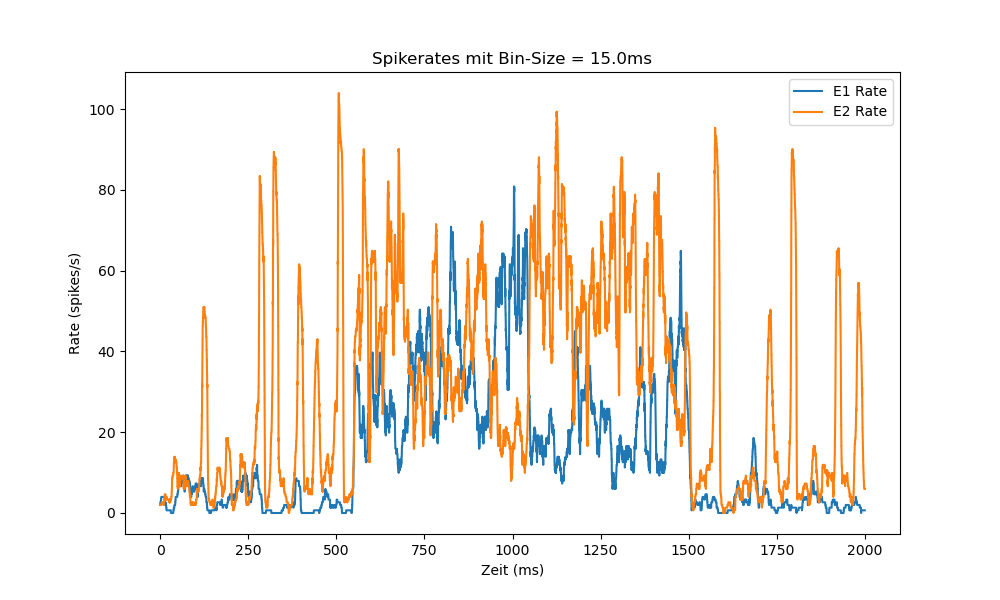 Spikerates mit Bin-Size = 15.0ms
E1 Rate
E2 Rate
100
80
60
40
20
0
Rate (spikes/s)
0 250 500 750 1000 1250 1500 1750 2000
Zeit (ms)